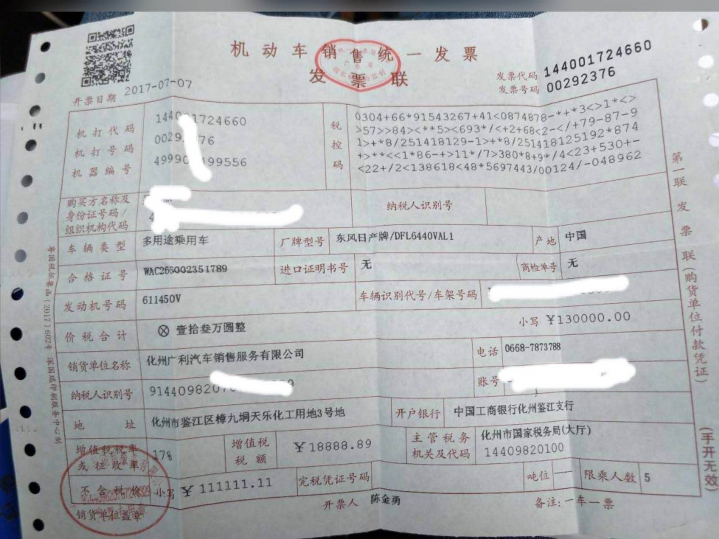 机动车销售统一发票
发票联
发票代码 144001724660
发票号码 00292376
开票日期 2017-07-07
机打代码
机打号码
机器编号
税控码
0304+66*91543267+41<0874878-*+*3<>1*<>
>57>>84><**5><693*/<+2+68<2-</+79-87-9
1>+**8/251418129-1>+*8/251418125192*874
+>**<<1*86-+>11*/7>380*8+9*/4<23+530+-
<22+/2<138618<48*5697443/00124/-048962
购买方名称及
身份证号码/
组织机构代码
纳税人识别号
车辆类型 多用途乘用车 厂牌型号 东风日产牌/DFL6440VAL1 产地 中国
合格证号 WAC266002351789 进口证明书号 无 商检单号 无
发动机号码 611450V 车辆识别代号/车架号码
价税合计 ⊗壹拾叁万圆整 小写 ¥130000.00
销货单位名称 化州广利汽车销售服务有限公司 电话 0668-7873788
纳税人识别号 账号
地址 化州市鉴江区樟九垌天乐化工用地3号地 开户银行 中国工商银行化州鉴江支行
增值税税率
或征收率 17% 增值税
税额 ¥18888.89 主管税务
机关及代码 化州市国家税务局(大厅)
14409820100
不含税价 小写 ¥111111.11 完税凭证号码 吨位 限乘人数 5
销货单位盖章 开票人 陈金勇 备注:一车一票
第一联 发票联(购货单位付款凭证)
(手开无效)